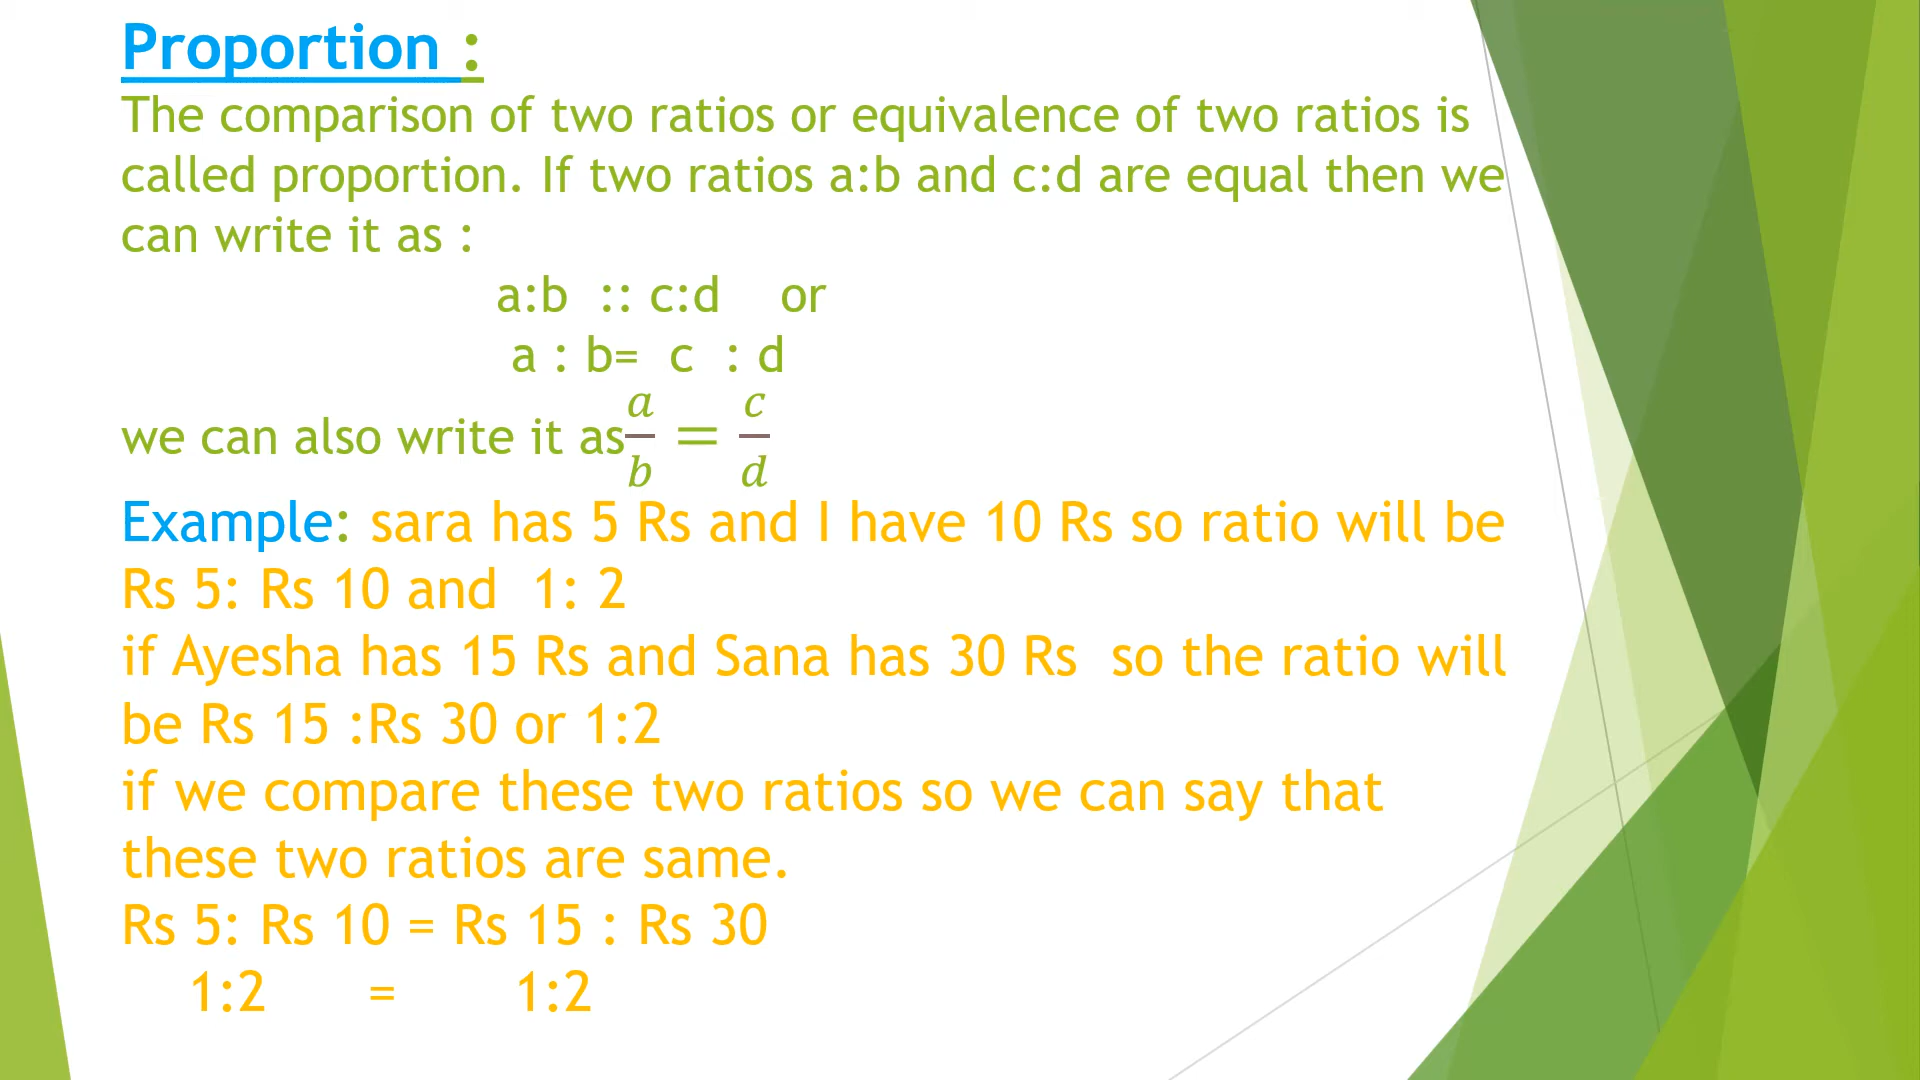 Proportion :
The comparison of two ratios or equivalence of two ratios is
called proportion. If two ratios a:b and c:d are equal then we
can write it as :
a:b :: c:d or
a : b= c : d
we can also write it as a/b = c/d
Example: sara has 5 Rs and I have 10 Rs so ratio will be
Rs 5: Rs 10 and 1: 2
if Ayesha has 15 Rs and Sana has 30 Rs so the ratio will
be Rs 15 :Rs 30 or 1:2
if we compare these two ratios so we can say that
these two ratios are same.
Rs 5: Rs 10 = Rs 15 : Rs 30
1:2 = 1:2